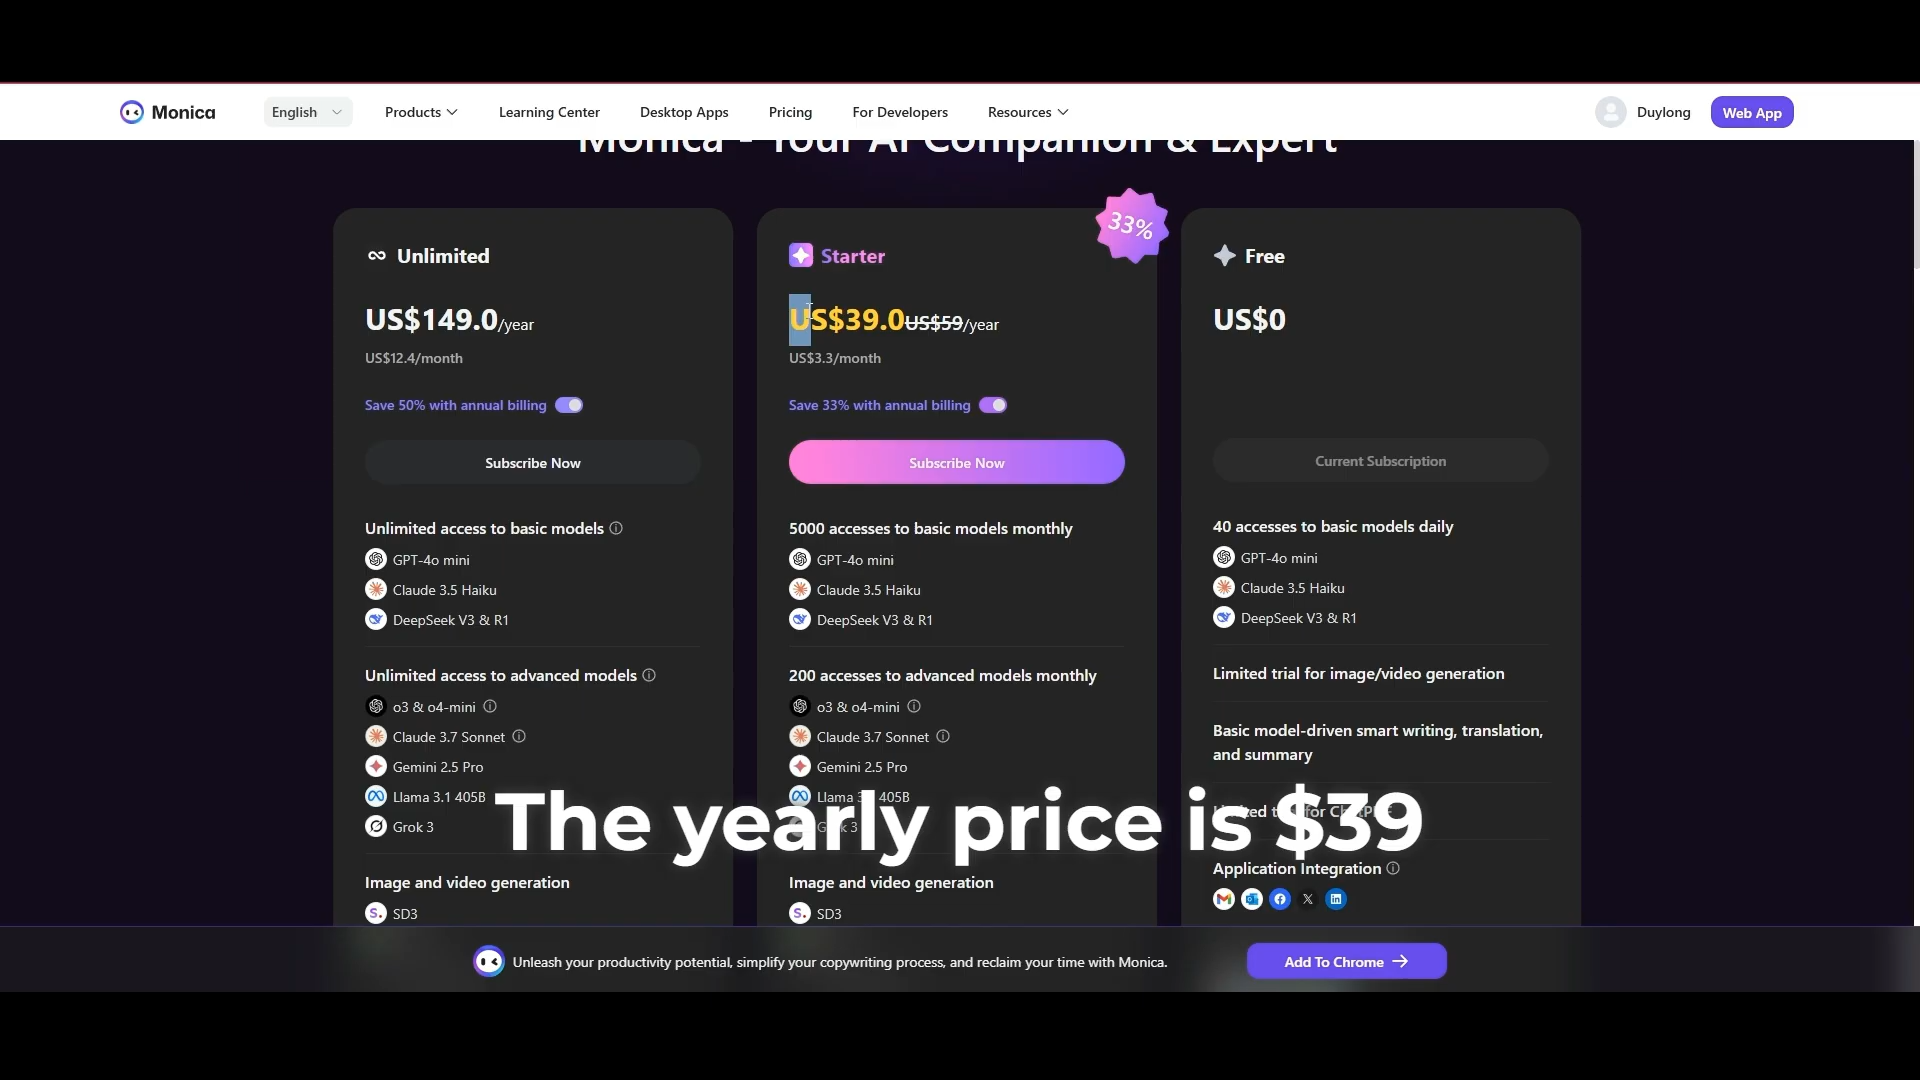 Monica
English
Products
Learning Center
Desktop Apps
Pricing
For Developers
Resources
Duylong
Web App
Monica - Your AI Companion & Expert
Unlimited
US$149.0/year
US$12.4/month
Save 50% with annual billing
Subscribe Now
Unlimited access to basic models
GPT-4o mini
Claude 3.5 Haiku
DeepSeek V3 & R1
Unlimited access to advanced models
o3 & o4-mini
Claude 3.7 Sonnet
Gemini 2.5 Pro
Llama 3.1 405B
Grok 3
Image and video generation
SD3
33%
Starter
US$39.0US$59/year
US$3.3/month
Save 33% with annual billing
Subscribe Now
5000 accesses to basic models monthly
GPT-4o mini
Claude 3.5 Haiku
DeepSeek V3 & R1
200 accesses to advanced models monthly
o3 & o4-mini
Claude 3.7 Sonnet
Gemini 2.5 Pro
Llama 405B
Image and video generation
SD3
Free
US$0
Current Subscription
40 accesses to basic models daily
GPT-4o mini
Claude 3.5 Haiku
DeepSeek V3 & R1
Limited trial for image/video generation
Basic model-driven smart writing, translation,
and summary
for
Application Integration
The yearly price is $39
Unleash your productivity potential, simplify your copywriting process, and reclaim your time with Monica.
Add To Chrome